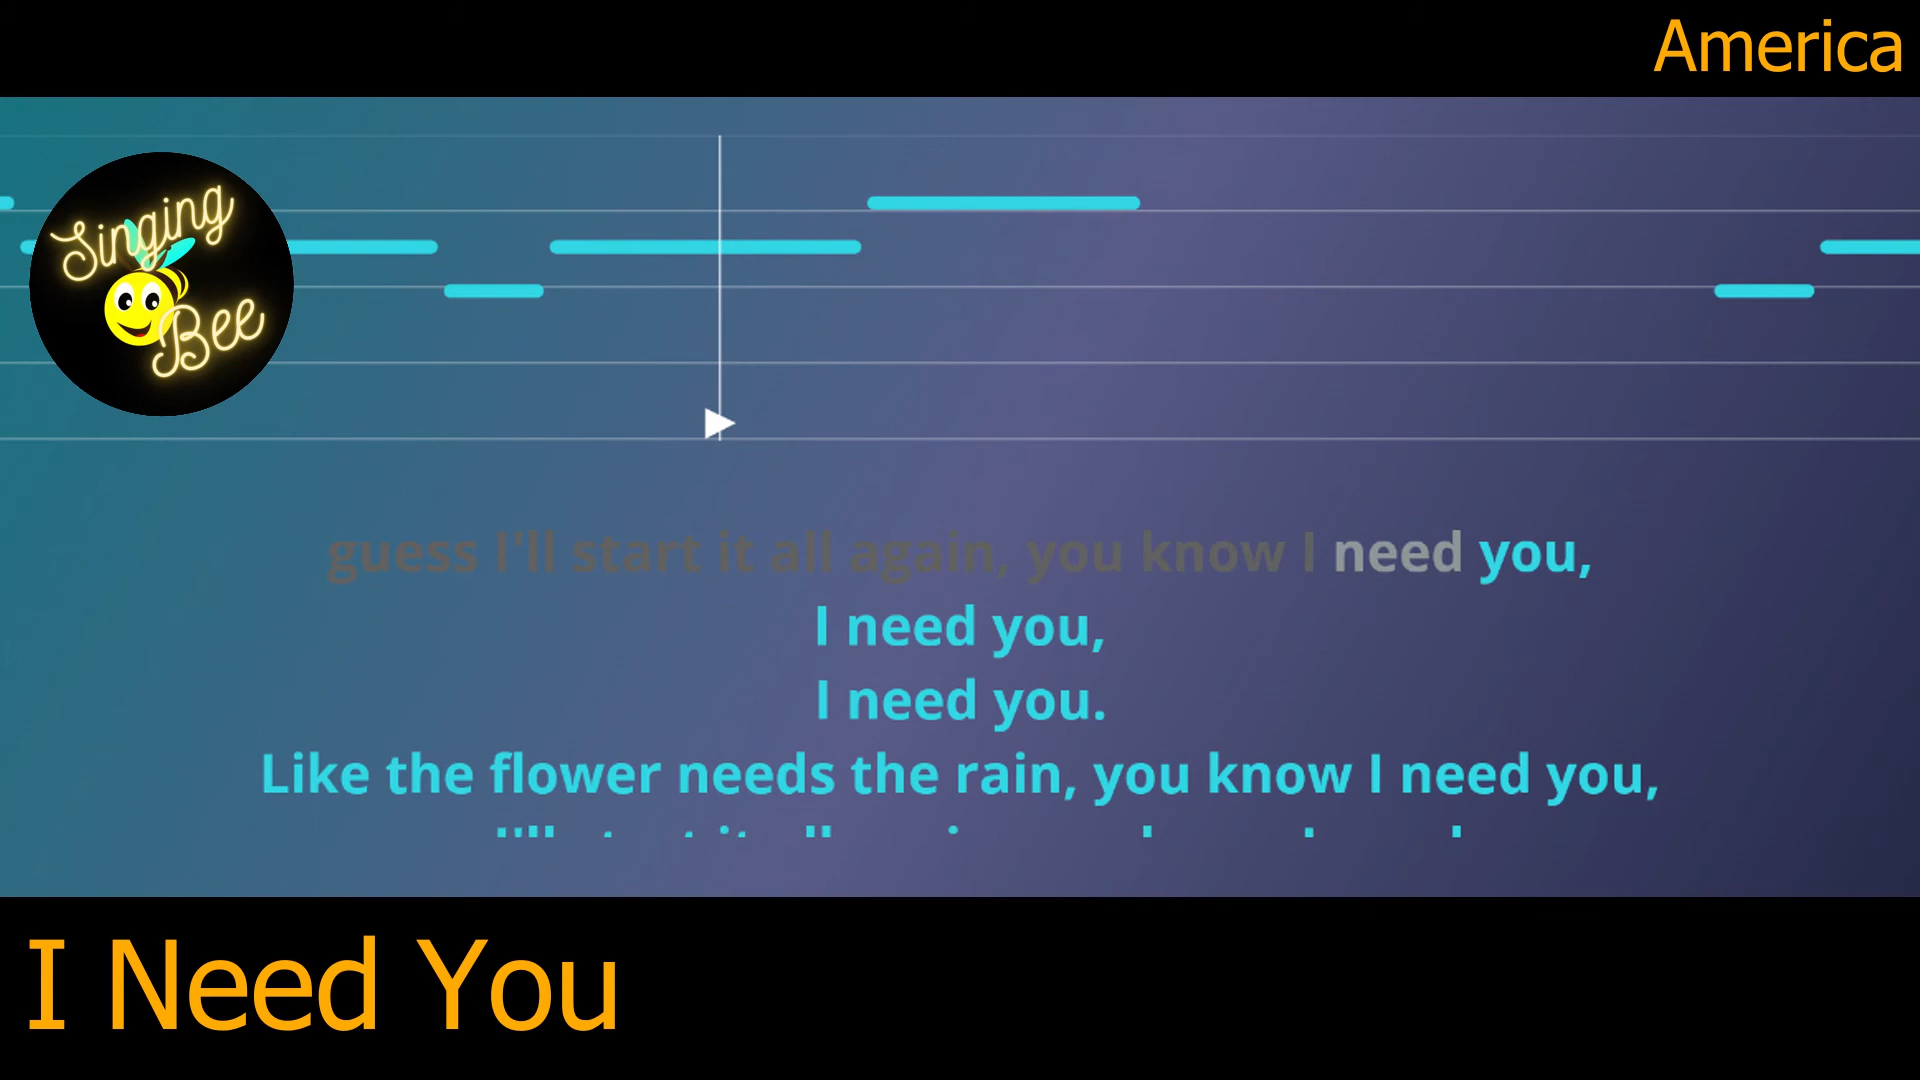 America
Singing
Bee
guess I'll start it all again, you know I need you,
I need you,
I need you.
Like the flower needs the rain, you know I need you,
I Need You